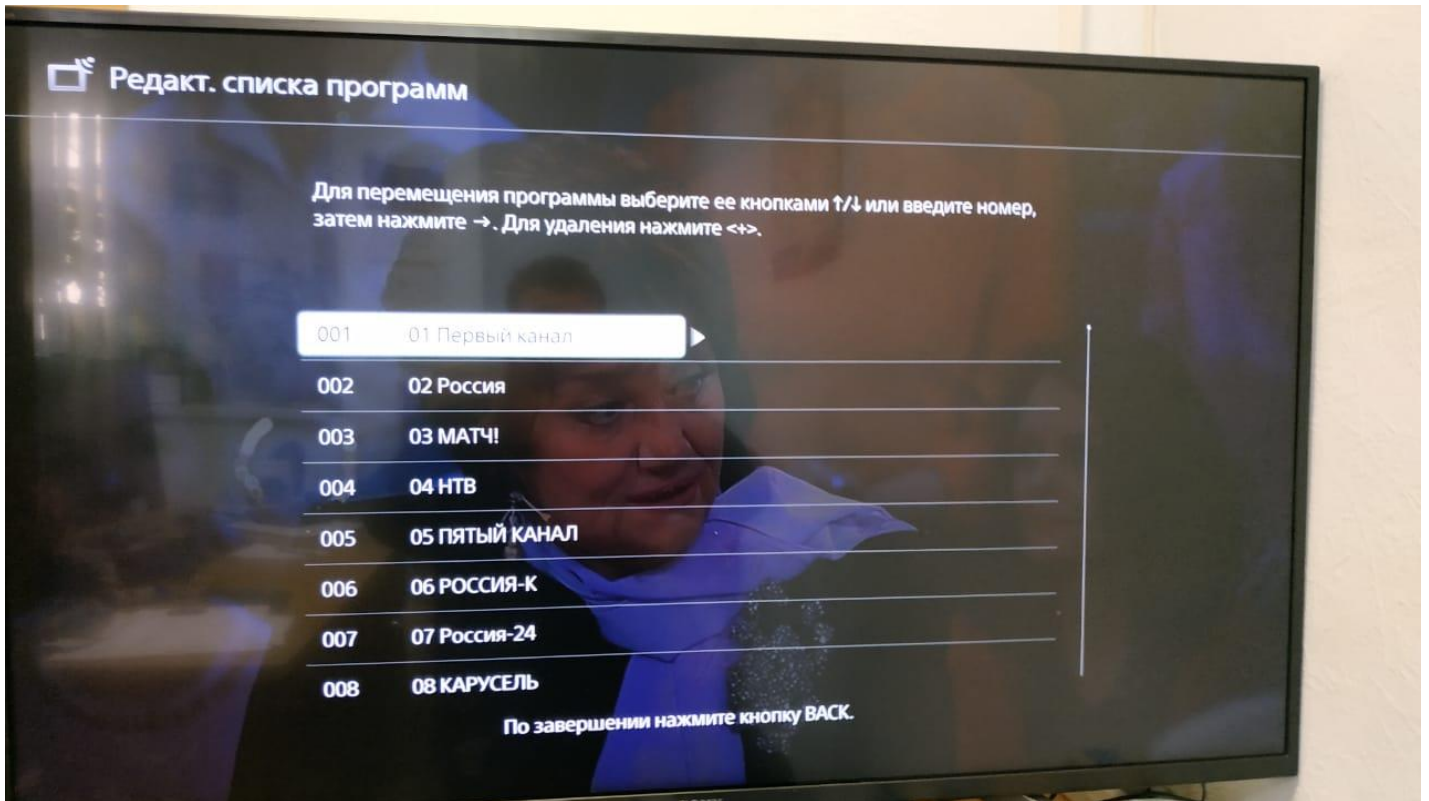 Редакт. списка программ
Для перемещения программы выберите ее кнопками ↑/↓ или введите номер,
затем нажмите →. Для удаления нажмите <+>.
001 01 Первый канал
002 02 Россия
003 03 МАТЧ!
004 04 НТВ
005 05 ПЯТЫЙ КАНАЛ
006 06 РОССИЯ-К
007 07 Россия-24
008 08 КАРУСЕЛЬ
По завершении нажмите кнопку BACK.